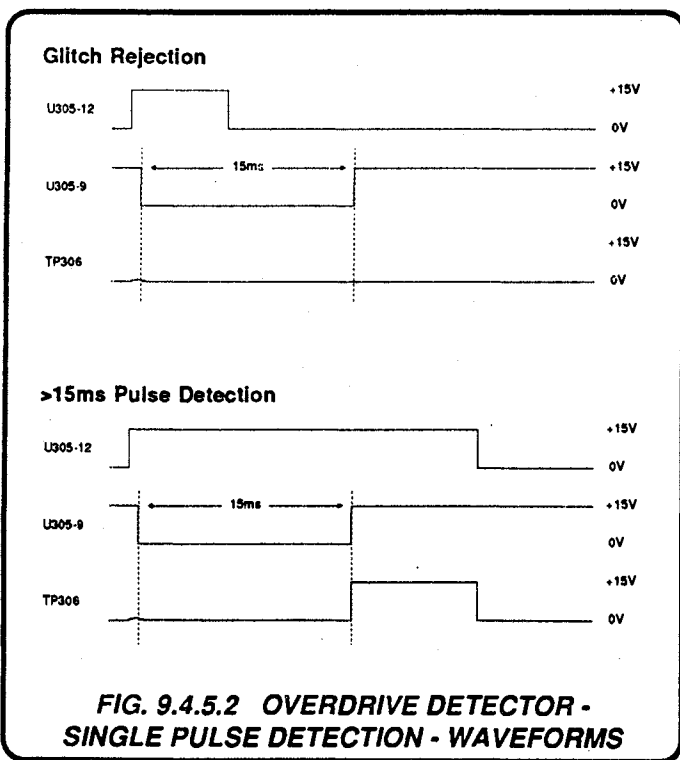 Glitch Rejection
U305-12
+15V
0V
U305-9
15ms
+15V
0V
TP306
+15V
0V
>15ms Pulse Detection
U305-12
+15V
0V
U305-9
15ms
+15V
0V
TP306
+15V
0V
FIG. 9.4.5.2 OVERDRIVE DETECTOR -
SINGLE PULSE DETECTION - WAVEFORMS